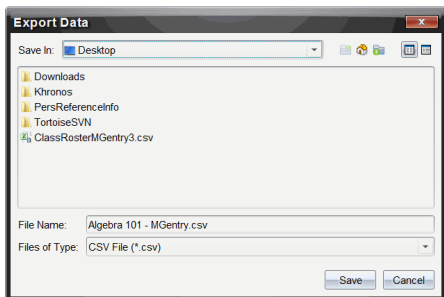 Export Data
Save In: Desktop
Downloads
Khronos
PersReferenceInfo
TortoiseSVN
ClassRosterMGentry3.csv
File Name: Algebra 101 - MGentry.csv
Files of Type: CSV File (*.csv)
Save Cancel